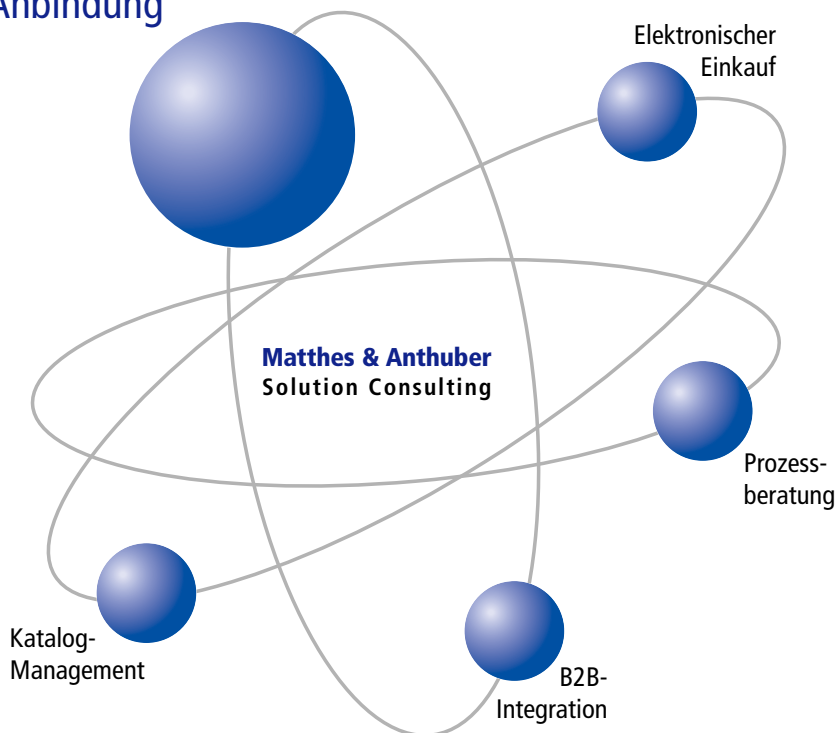 Anbindung
Elektronischer
Einkauf
Matthes & Anthuber
Solution Consulting
Prozess-
beratung
Katalog-
Management
B2B-
Integration